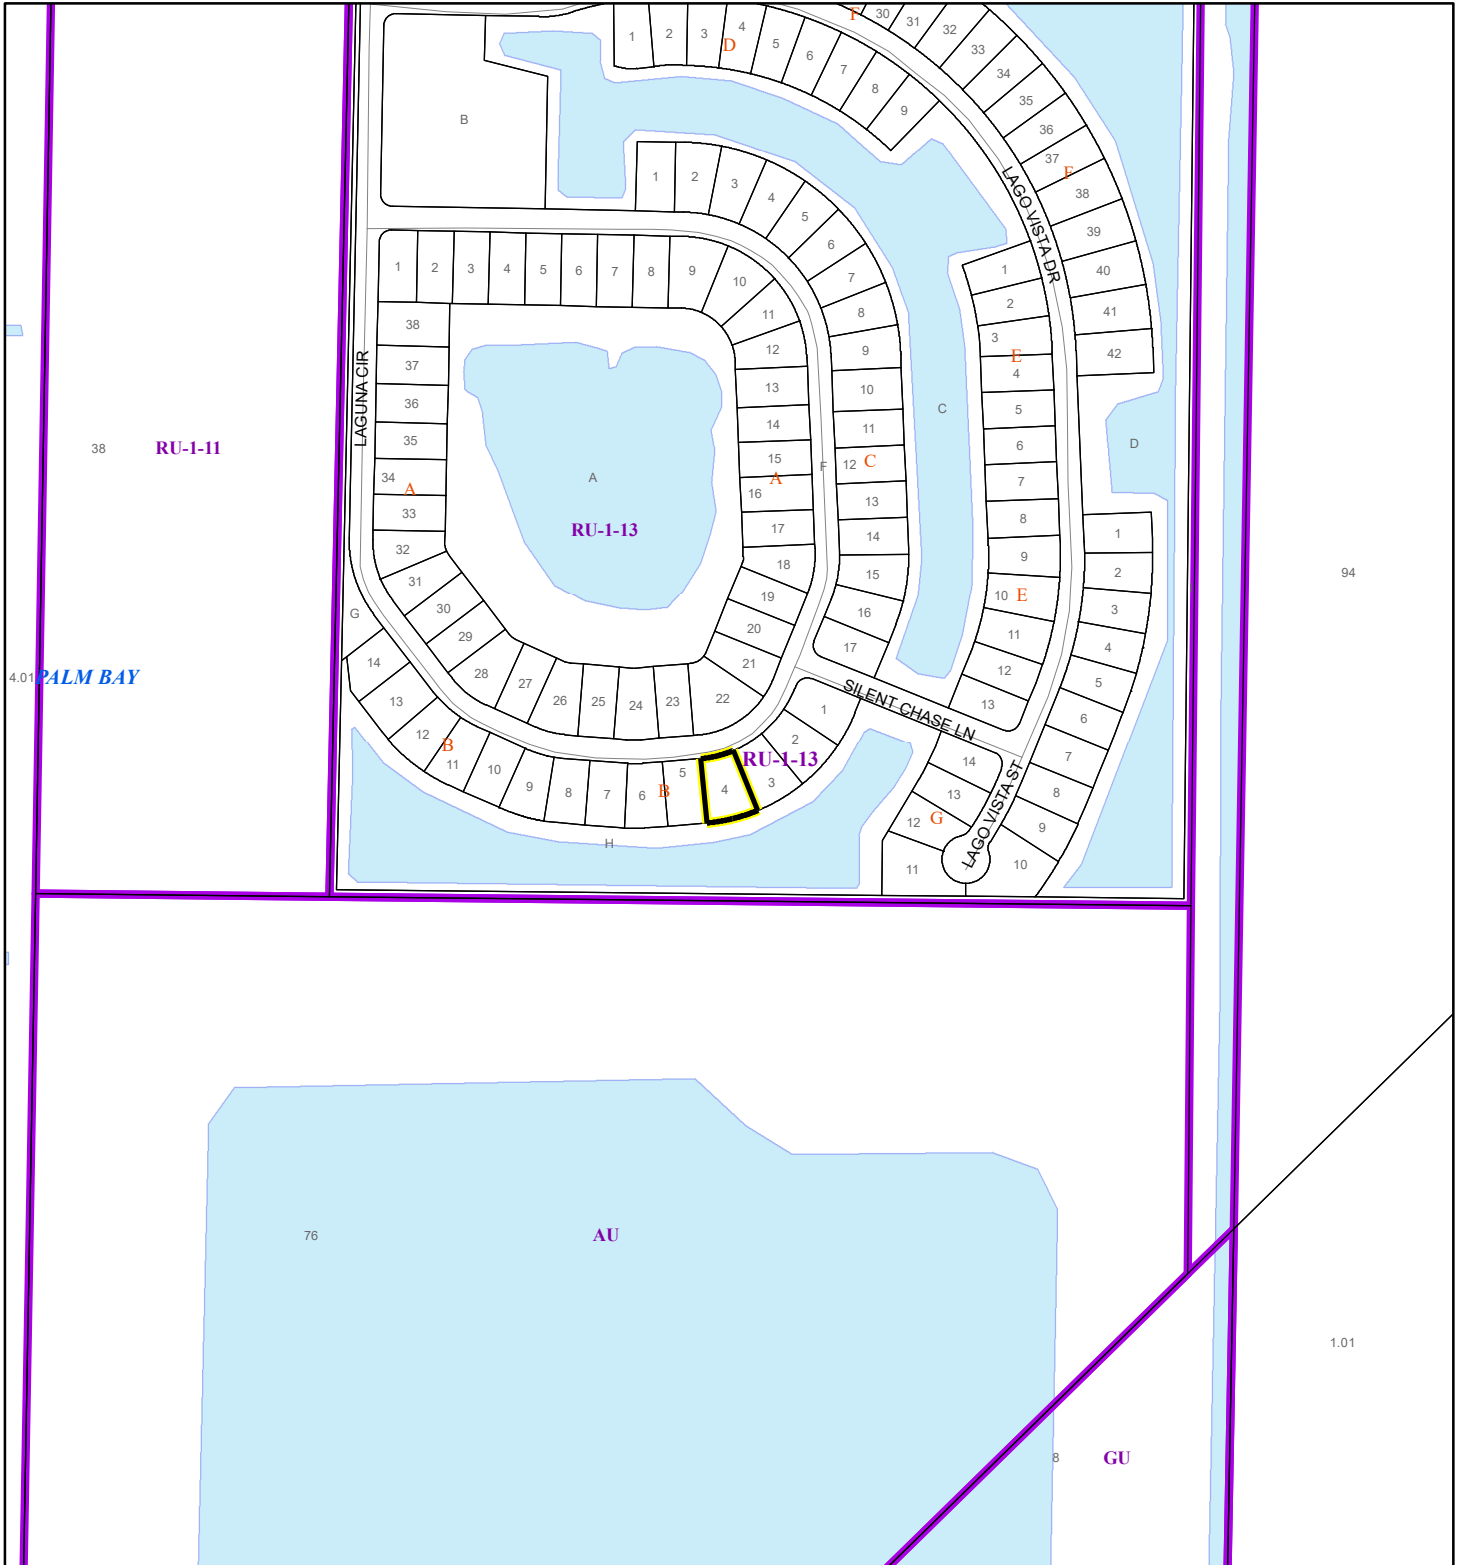 F 30 31 32 33 34 35 36 37 F 38 39 40 41 42
1 2 3 D 4 5 6 7 8 9
B
1 2 3 4 5 6 7 8 9 10 11 12 C 13 14 15 16 17
LAGO VISTA DR
1 2 3 4 5 6 7 8 9 10 11 12 13 14 15 A 16 17 18 19 20 21 22 23 24 25 26 27 28 29 30 31 32 33 34 A 35 36 37 38
LAGUNA CIR
A
RU-1-13
F
C
1 2 3 E 4 5 6 7 8 9 10 E 11 12 13
D
38
RU-1-11
94
1 2 3 4 5 6 7 8 9 10
G
4.01
PALM BAY
SILENT CHASE LN
14 13 12 B 11 10 9 8 7 6 B 5 4 3 2 1
RU-1-13
H
14 13 12 G 11
LAGO VISTA ST
76
AU
1.01
8
GU